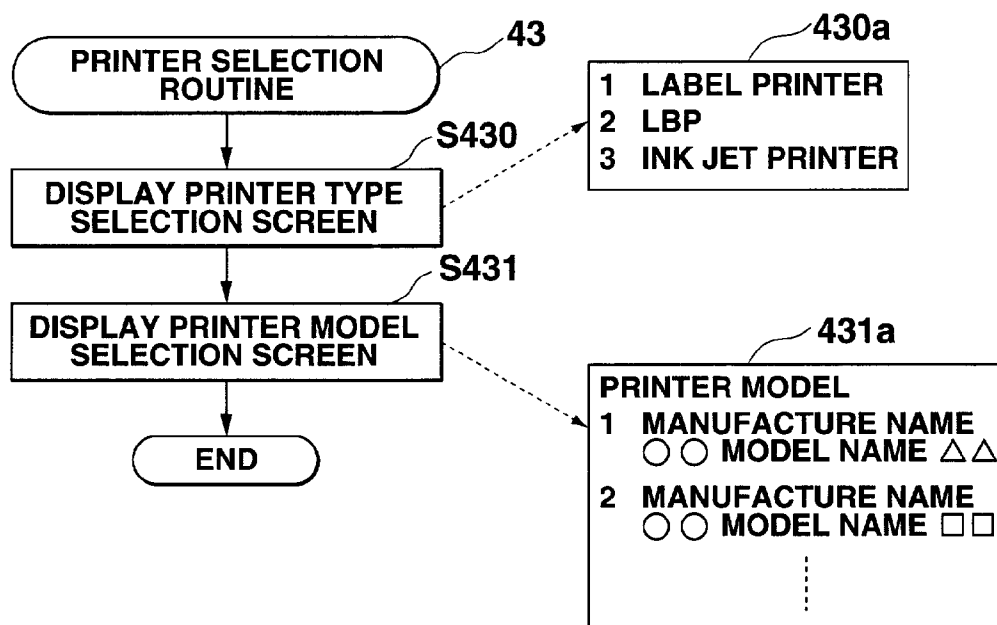 PRINTER SELECTION
ROUTINE
43
S430
DISPLAY PRINTER TYPE
SELECTION SCREEN
S431
DISPLAY PRINTER MODEL
SELECTION SCREEN
END
430a
1 LABEL PRINTER
2 LBP
3 INK JET PRINTER
431a
PRINTER MODEL
1 MANUFACTURE NAME
○○ MODEL NAME △△
2 MANUFACTURE NAME
○○ MODEL NAME □□